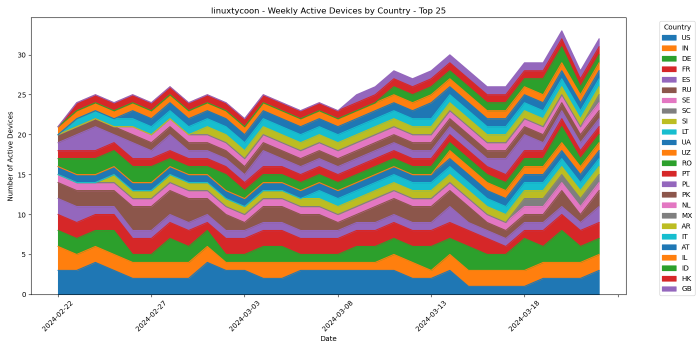 linuxtycoon - Weekly Active Devices by Country - Top 25
Number of Active Devices
30
25
20
15
10
5
0
2024-02-22
2024-02-27
2024-03-03
2024-03-08
2024-03-13
2024-03-18
Date
Country
US
IN
DE
FR
ES
RU
SE
SC
SI
LT
UA
UZ
RO
PT
PL
PK
NL
MX
AR
IT
AT
IL
ID
HK
GB